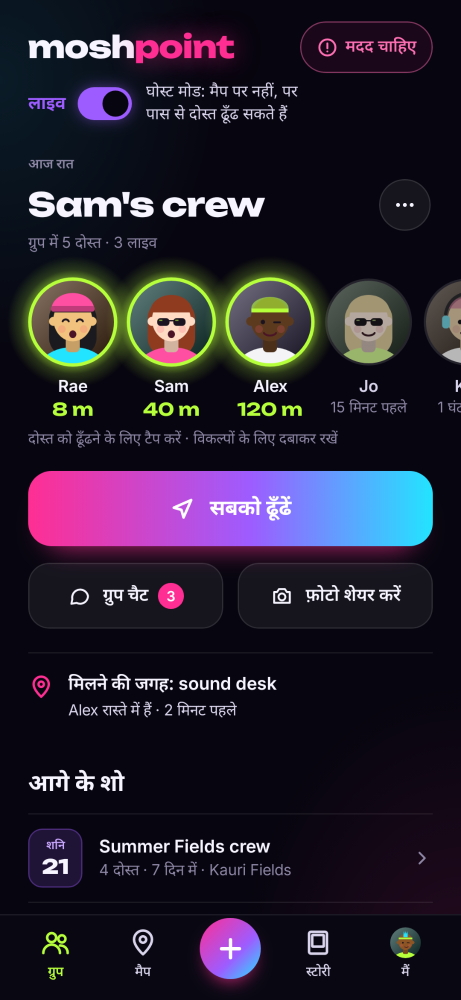 moshpoint
मदद चाहिए
लाइव
घोस्ट मोड: मैप पर नहीं, पर
पास से दोस्त ढूँढ सकते हैं
आज रात
Sam's crew
ग्रुप में 5 दोस्त · 3 लाइव
Rae
Sam
Alex
Jo
8 m
40 m
120 m
15 मिनट पहले
दोस्त को ढूँढने के लिए टैप करें · विकल्पों के लिए दबाकर रखें
सबको ढूँढें
ग्रुप चैट 3
फ़ोटो शेयर करें
मिलने की जगह: sound desk
Alex रास्ते में हैं · 2 मिनट पहले
आगे के शो
शनि
21
Summer Fields crew
4 दोस्त · 7 दिन में · Kauri Fields
ग्रुप
मैप
स्टोरी
मैं